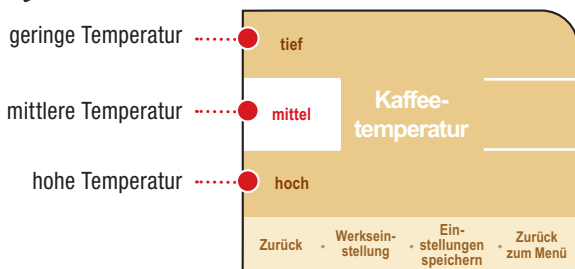 geringe Temperatur
tief
mittlere Temperatur
mittel
Kaffee-
temperatur
hohe Temperatur
hoch
Zurück
Werksein-
stellung
Ein-
stellungen
speichern
Zurück
zum Menü